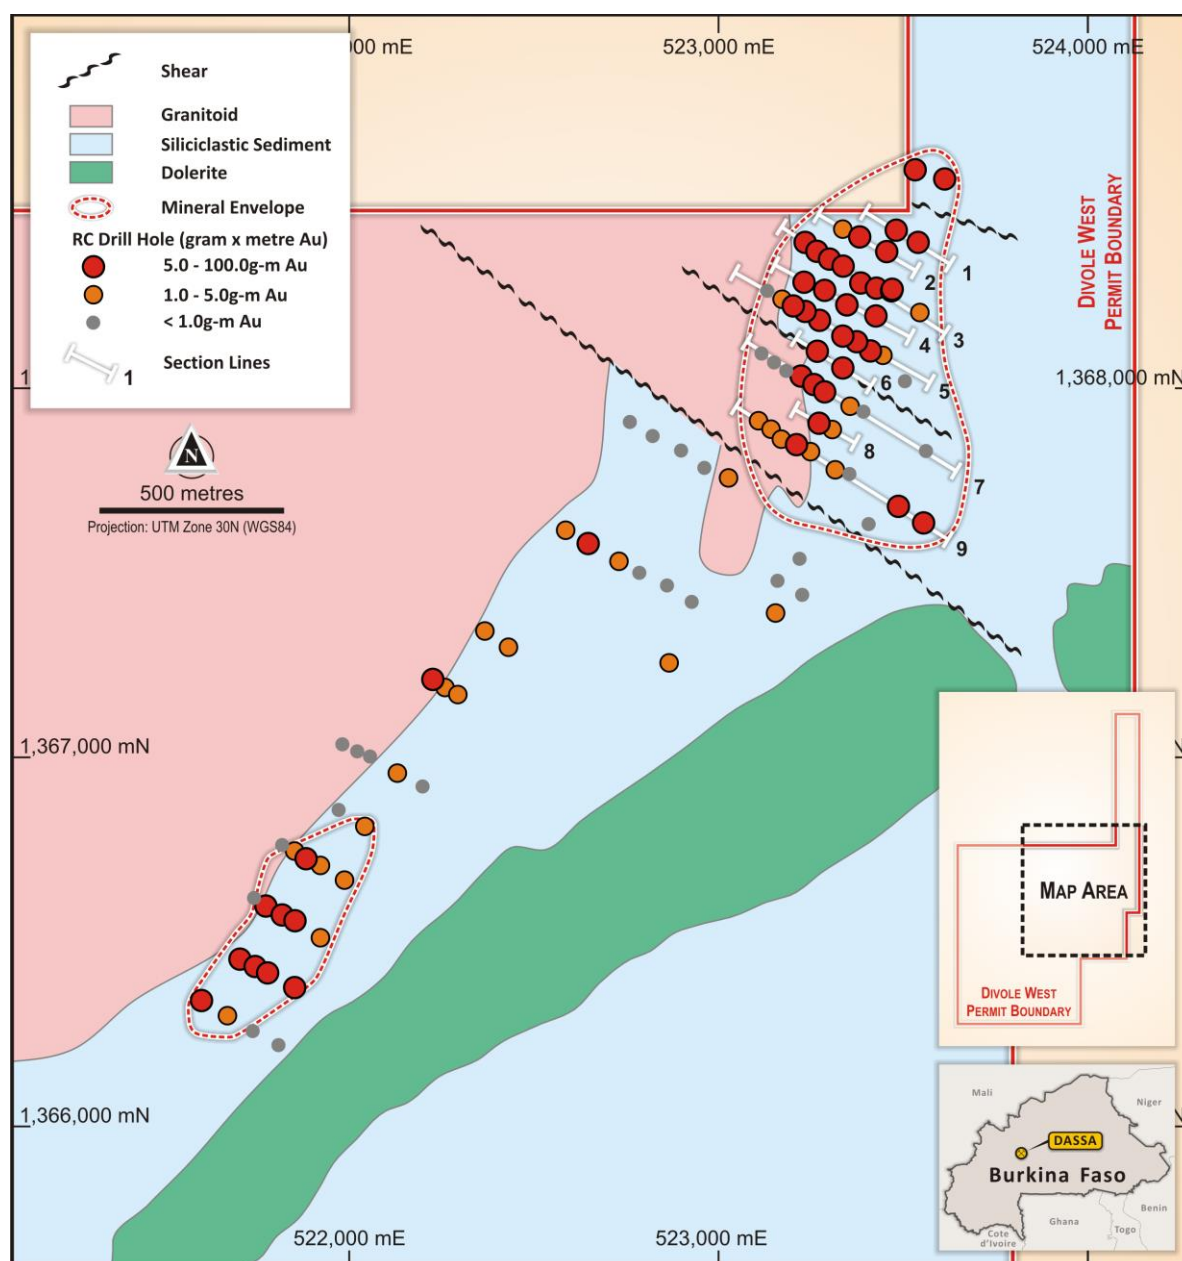 000 mE
523,000 mE
524,000 mE
Shear
Granitoid
Siliciclastic Sediment
Dolerite
Mineral Envelope
RC Drill Hole (gram x metre Au)
5.0 - 100.0g-m Au
1.0 - 5.0g-m Au
< 1.0g-m Au
Section Lines
1
N
500 metres
Projection: UTM Zone 30N (WGS84)
DIVOLE WEST
PERMIT BOUNDARY
1
2
3
4
5
6
7
8
9
1
1,368,000 mN
1,367,000 mN
1,366,000 mN
522,000 mE
523,000 mE
MAP AREA
DIVOLE WEST
PERMIT BOUNDARY
Mali
Niger
DASSA
Burkina Faso
Benin
Ghana
Togo
Cote
d'Ivoire